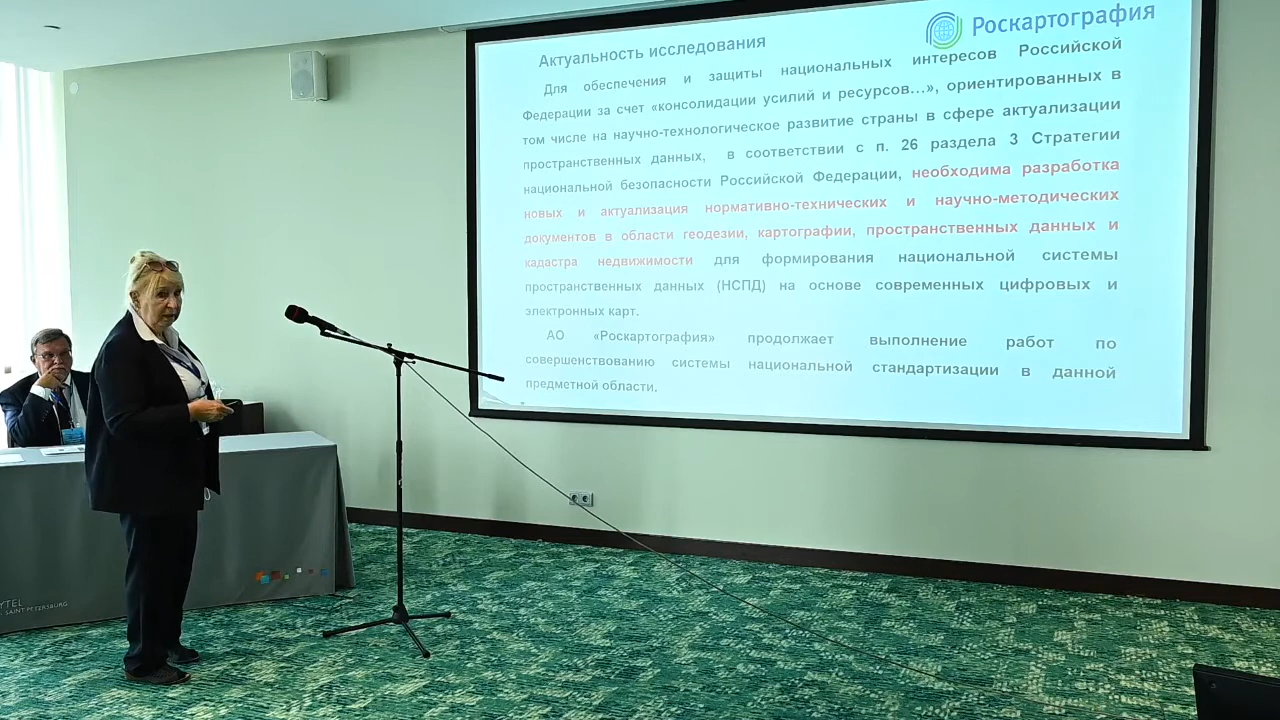 Роскартография
Актуальность исследования
Для обеспечения и защиты национальных интересов Российской
Федерации за счет «консолидации усилий и ресурсов...», ориентированных в
том числе на научно-технологическое развитие страны в сфере актуализации
пространственных данных, в соответствии с п. 26 раздела 3 Стратегии
национальной безопасности Российской Федерации, необходима разработка
новых и актуализация нормативно-технических и научно-методических
документов в области геодезии, картографии, пространственных данных и
кадастра недвижимости для формирования национальной системы
пространственных данных (НСПД) на основе современных цифровых и
электронных карт.
АО «Роскартография» продолжает выполнение работ по
совершенствованию системы национальной стандартизации в данной
предметной области.
YTEL
SAINT PETERSBURG